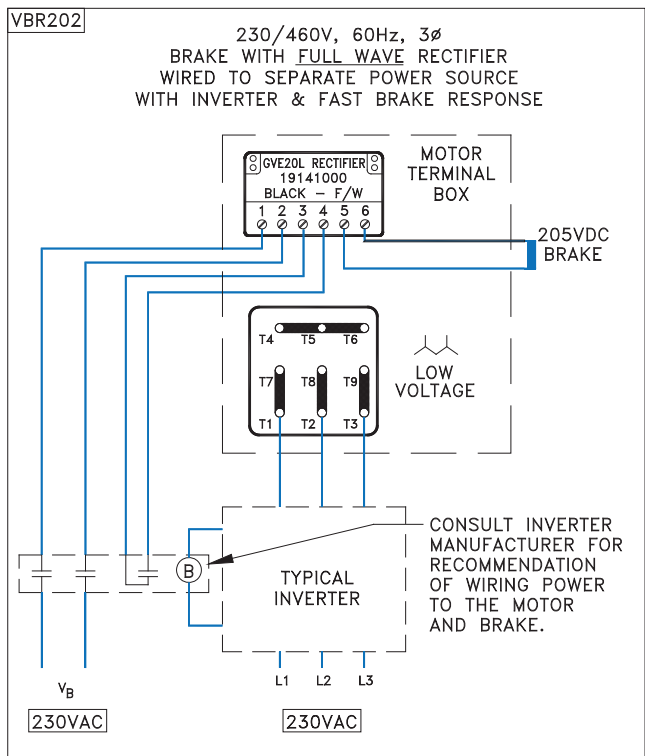 VBR202
230/460V, 60Hz, 3ø
BRAKE WITH FULL WAVE RECTIFIER
WIRED TO SEPARATE POWER SOURCE
WITH INVERTER & FAST BRAKE RESPONSE
GVE20L RECTIFIER
19141000
BLACK - F/W
1 2 3 4 5 6
MOTOR
TERMINAL
BOX
205VDC
BRAKE
T4 T5 T6
T7 T8 T9
T1 T2 T3
LOW
VOLTAGE
B
TYPICAL
INVERTER
CONSULT INVERTER
MANUFACTURER FOR
RECOMMENDATION
OF WIRING POWER
TO THE MOTOR
AND BRAKE.
L1 L2 L3
VB
230VAC
230VAC